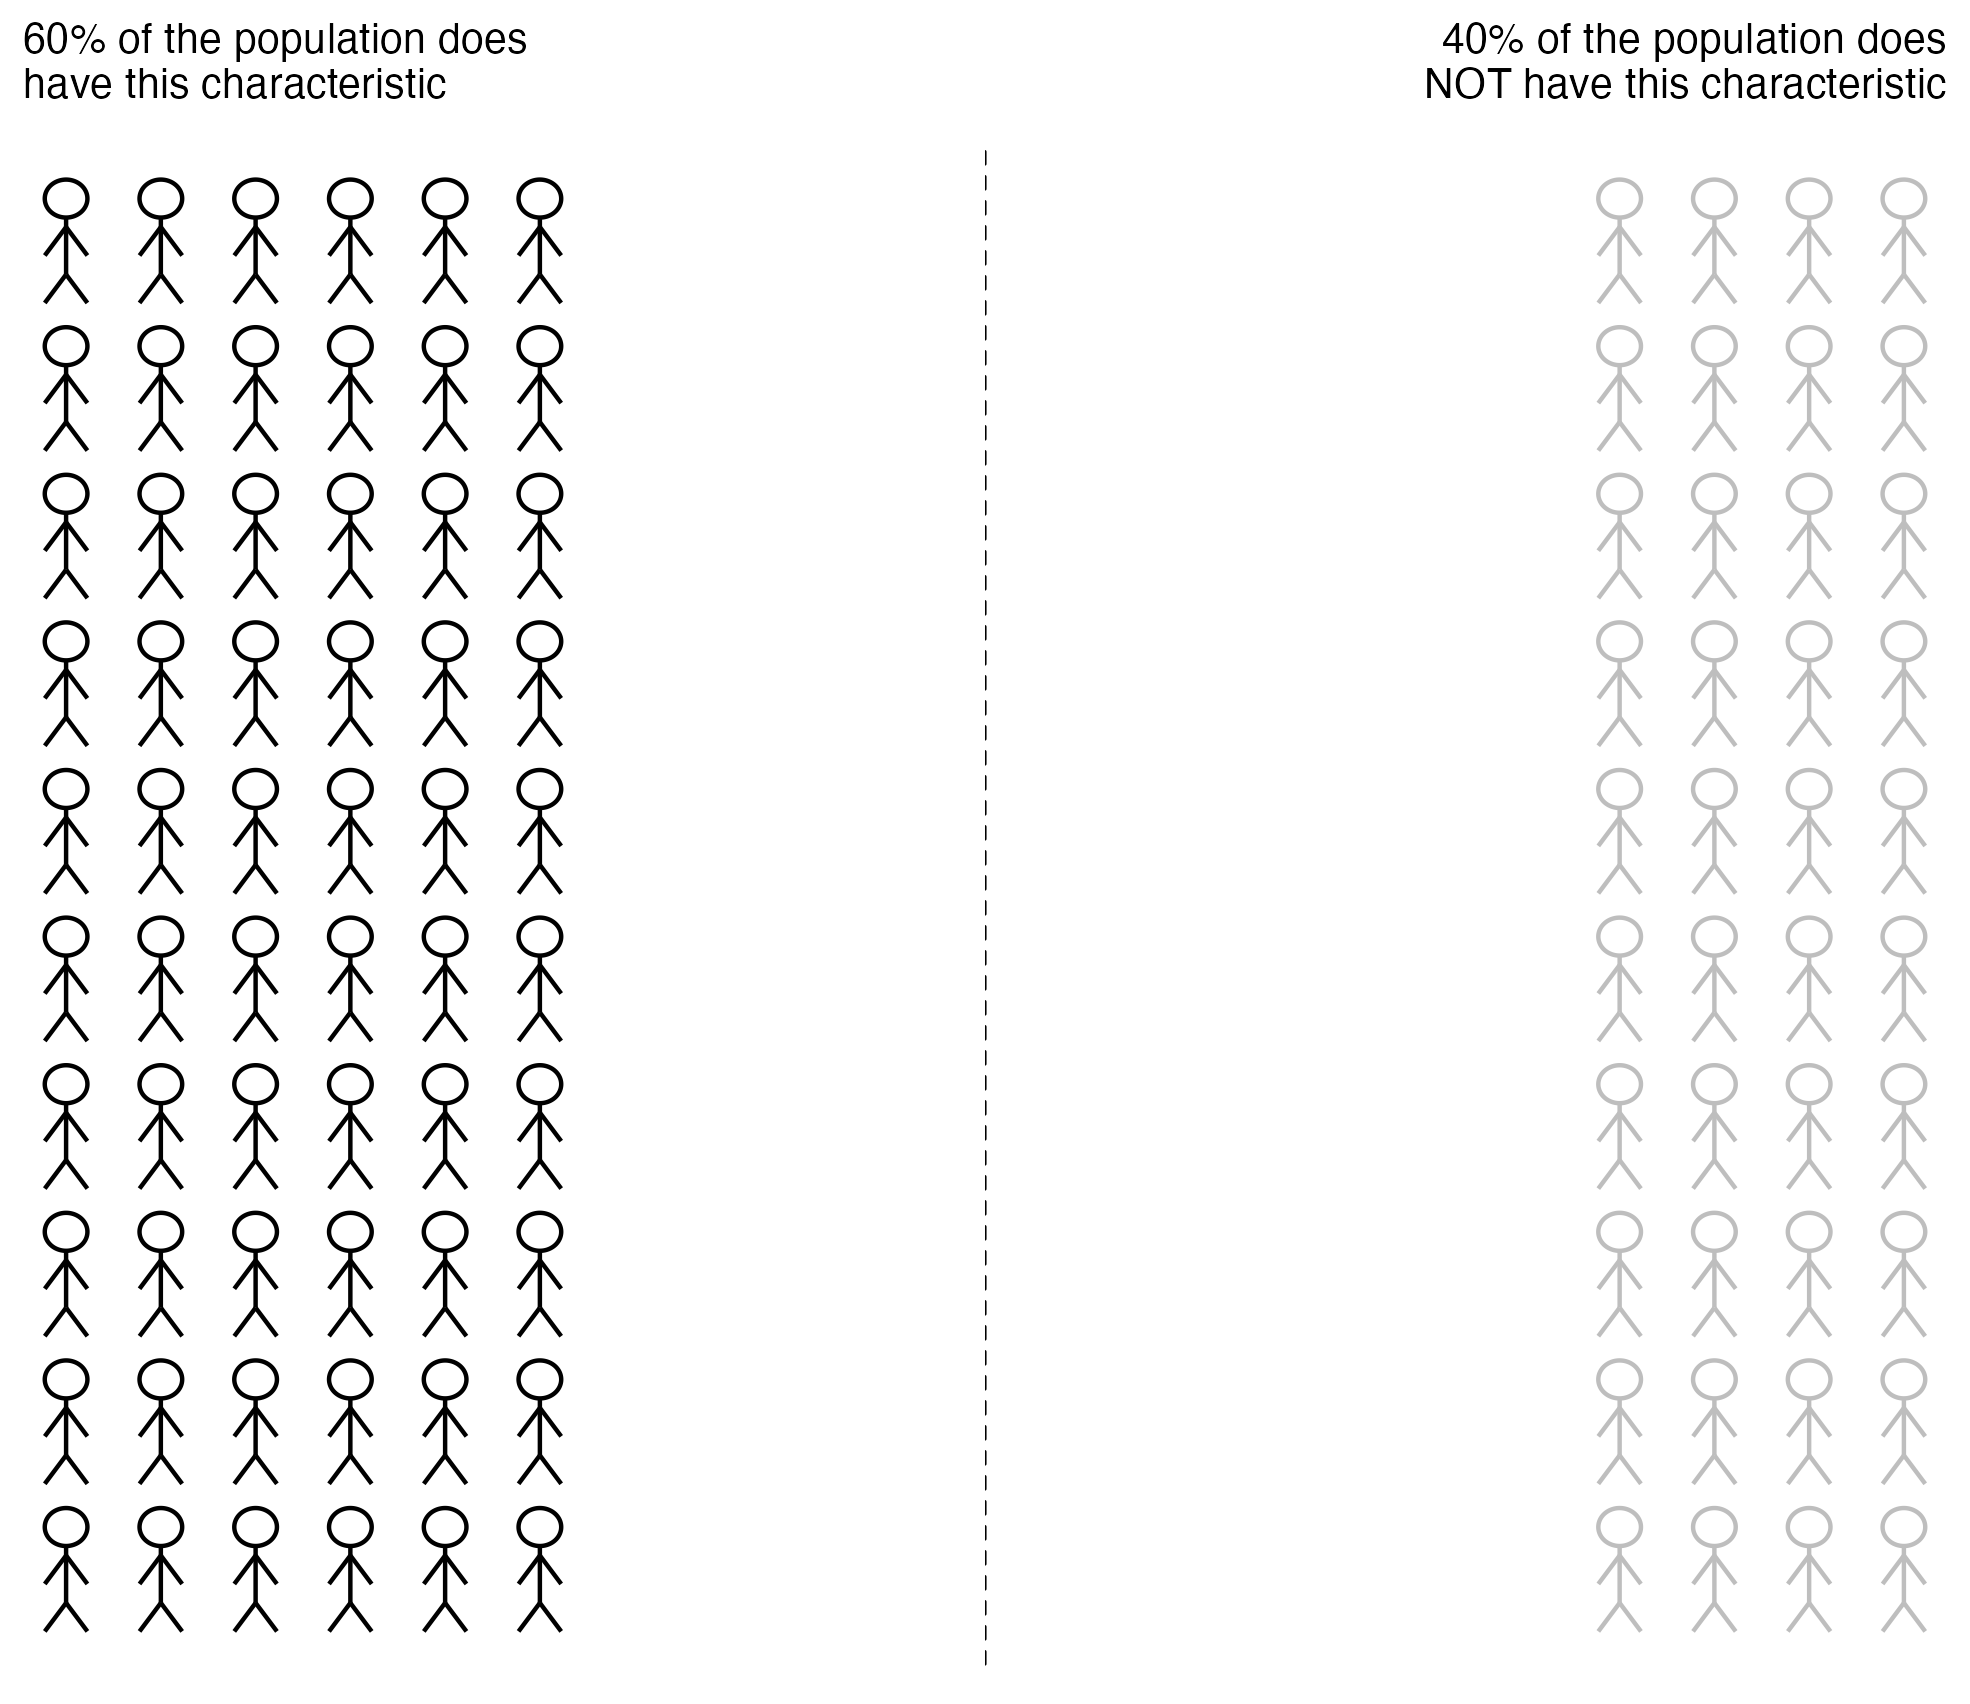 60% of the population does
have this characteristic
40% of the population does
NOT have this characteristic